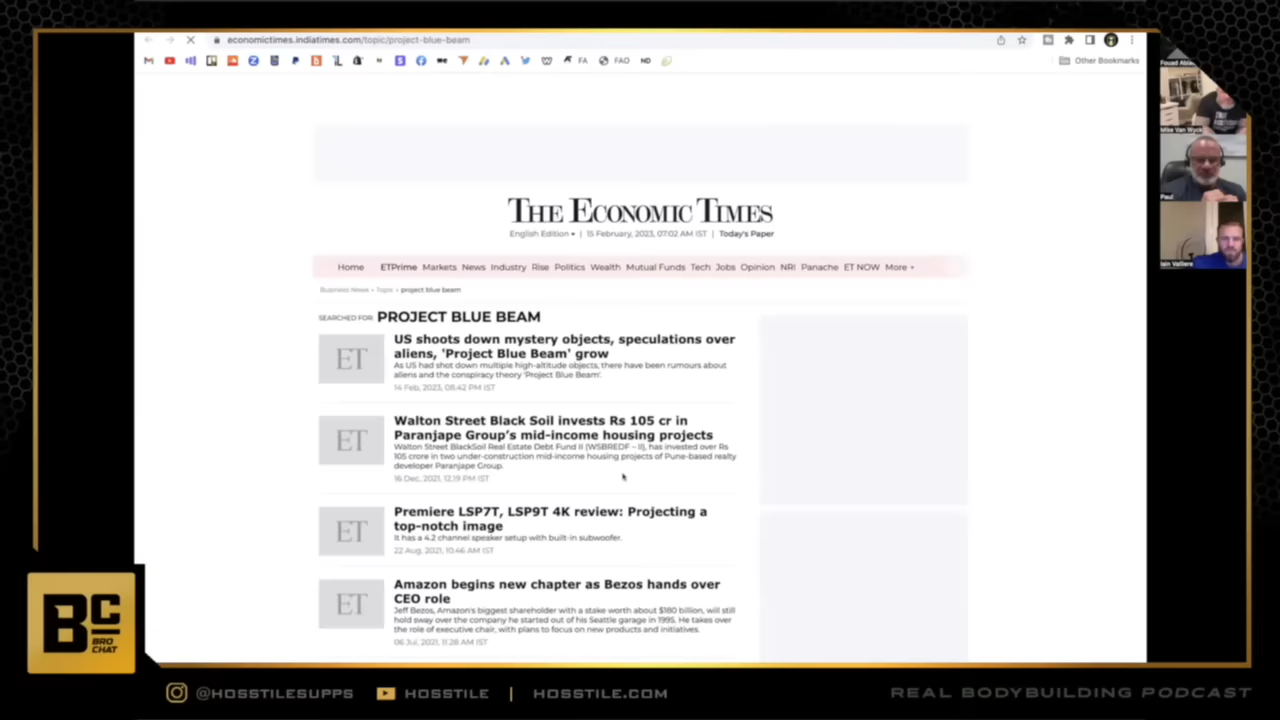 economictimes.indiatimes.com/topic/project-blue-beam
FA
FAO
ND
Other Bookmarks
THE ECONOMIC TIMES
English Edition | 15 February, 2023, 07:02 AM IST | Today's Paper
Home ETPrime Markets News Industry Rise Politics Wealth Mutual Funds Tech Jobs Opinion NRI Panache ET NOW More
Business News › Topic › project blue beam
SEARCHED FOR: PROJECT BLUE BEAM
ET
US shoots down mystery objects, speculations over
aliens, 'Project Blue Beam' grow
As US had shot down multiple high-altitude objects, there have been rumours about
aliens and the conspiracy theory 'Project Blue Beam'.
14 Feb, 2023, 08:42 PM IST
ET
Walton Street Black Soil invests Rs 105 cr in
Paranjape Group's mid-income housing projects
Walton Street BlackSoil Real Estate Debt Fund II (WSBREDF – II), has invested over Rs
105 crore in two under-construction mid-income housing projects of Pune-based realty
developer Paranjape Group.
16 Dec, 2021, 12:19 PM IST
ET
Premiere LSP7T, LSP9T 4K review: Projecting a
top-notch image
It has a 4.2 channel speaker setup with built-in subwoofer.
22 Aug, 2021, 10:46 AM IST
ET
Amazon begins new chapter as Bezos hands over
CEO role
Jeff Bezos, Amazon's biggest shareholder with a stake worth about $180 billion, will still
hold sway over the company he started out of his Seattle garage in 1995. He takes over
the role of executive chair, with plans to focus on new products and initiatives.
06 Jul, 2021, 11:28 AM IST
Mike Van Wyck
Paul
Iain Valliere
BC
BRO
CHAT
@HOSSTILESUPPS HOSSTILE | HOSSTILE.COM
REAL BODYBUILDING PODCAST